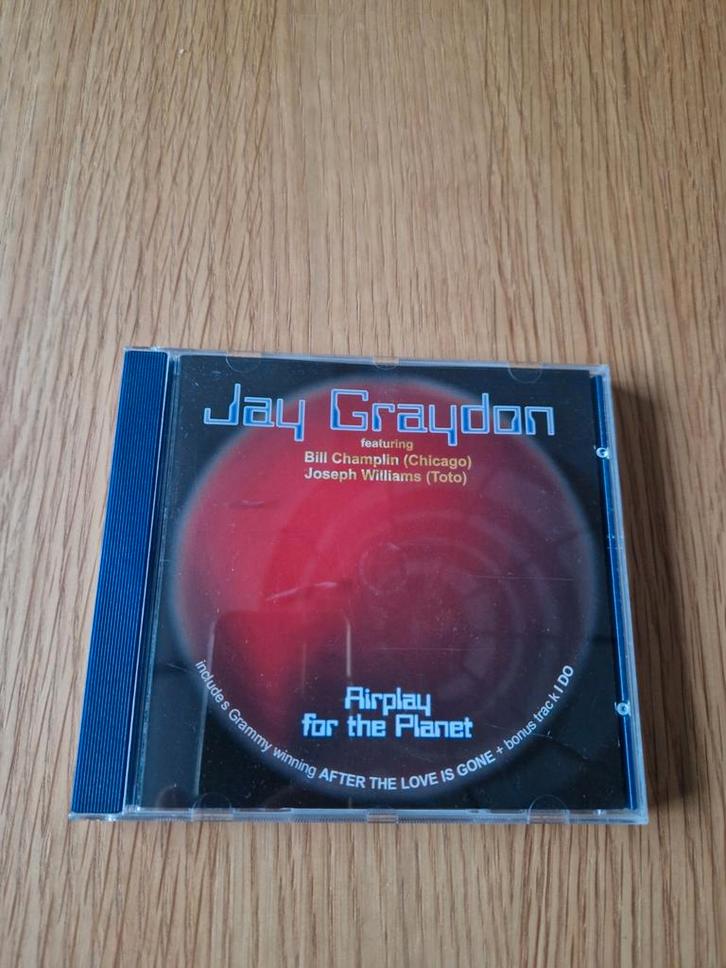 Jay Graydon
featuring
Bill Champlin (Chicago)
Joseph Williams (Toto)
Airplay
for the Planet
includes Grammy winning AFTER THE LOVE IS GONE + bonus track I DO